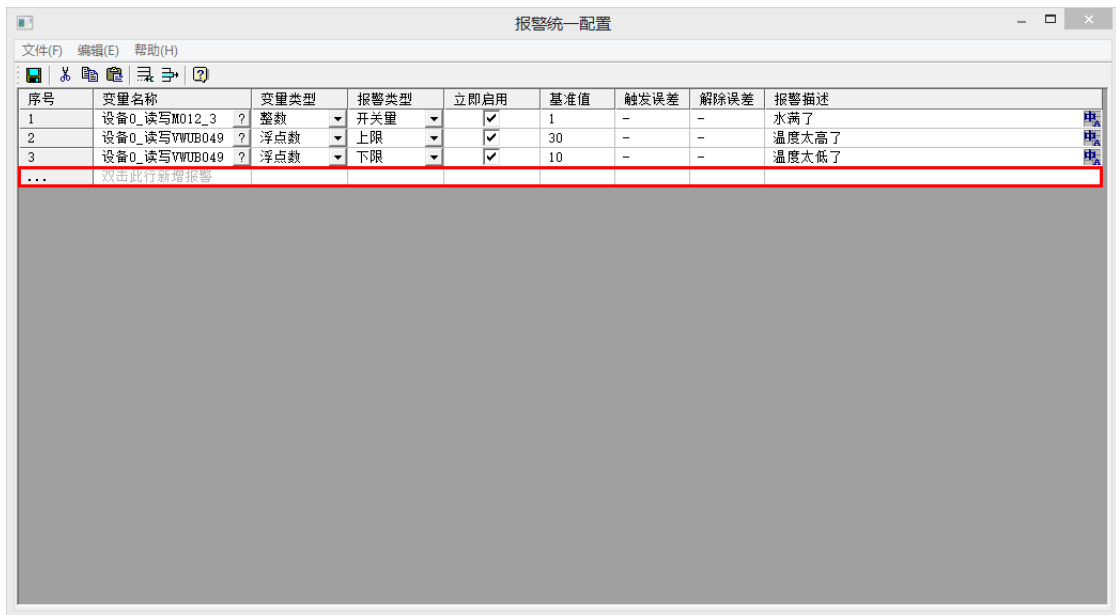 报警统一配置
文件(F) 编辑(E) 帮助(H)
序号 变量名称 变量类型 报警类型 立即启用 基准值 触发误差 解除误差 报警描述
1 设备0_读写M012_3 ? 整数 开关量 1 - - 水满了
2 设备0_读写VWUB049 ? 浮点数 上限 30 - - 温度太高了
3 设备0_读写VWUB049 ? 浮点数 下限 10 - - 温度太低了
... 双击此行新增报警